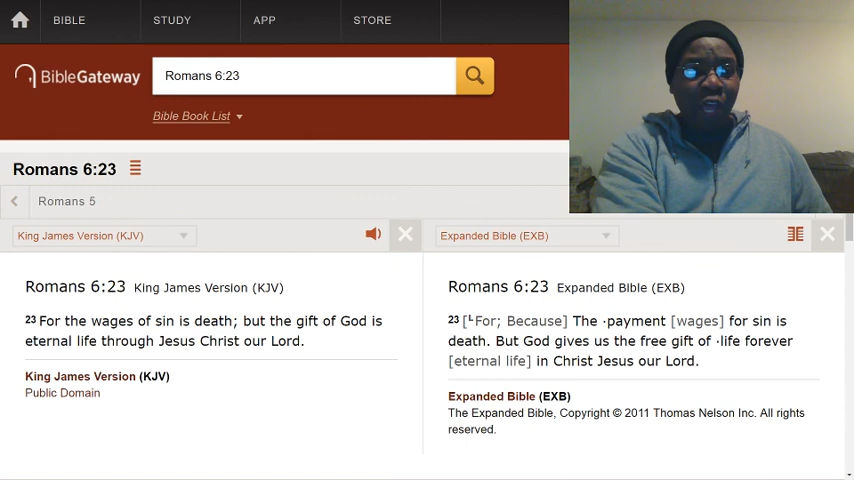 BIBLE STUDY APP STORE
BibleGateway
Romans 6:23
Bible Book List
Romans 6:23
Romans 5
King James Version (KJV)
Expanded Bible (EXB)
Romans 6:23 King James Version (KJV)
23 For the wages of sin is death; but the gift of God is
eternal life through Jesus Christ our Lord.
King James Version (KJV)
Public Domain
Romans 6:23 Expanded Bible (EXB)
23 [LFor; Because] The ·payment [wages] for sin is
death. But God gives us the free gift of ·life forever
[eternal life] in Christ Jesus our Lord.
Expanded Bible (EXB)
The Expanded Bible, Copyright © 2011 Thomas Nelson Inc. All rights
reserved.